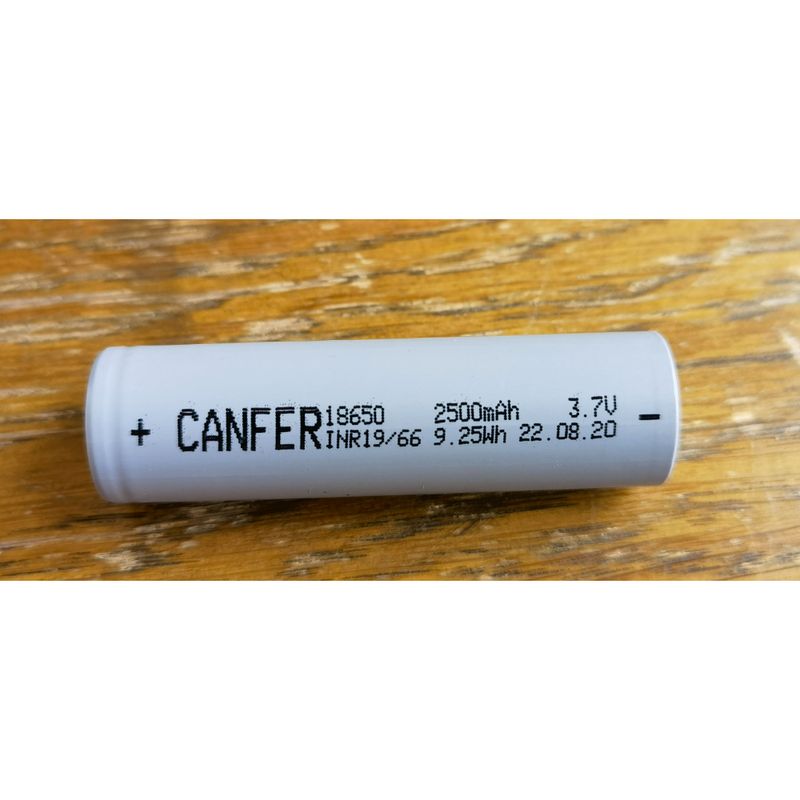 + CANFER 18650 2500mAh 3.7V -
INR19/66 9.25Wh 22.08.20